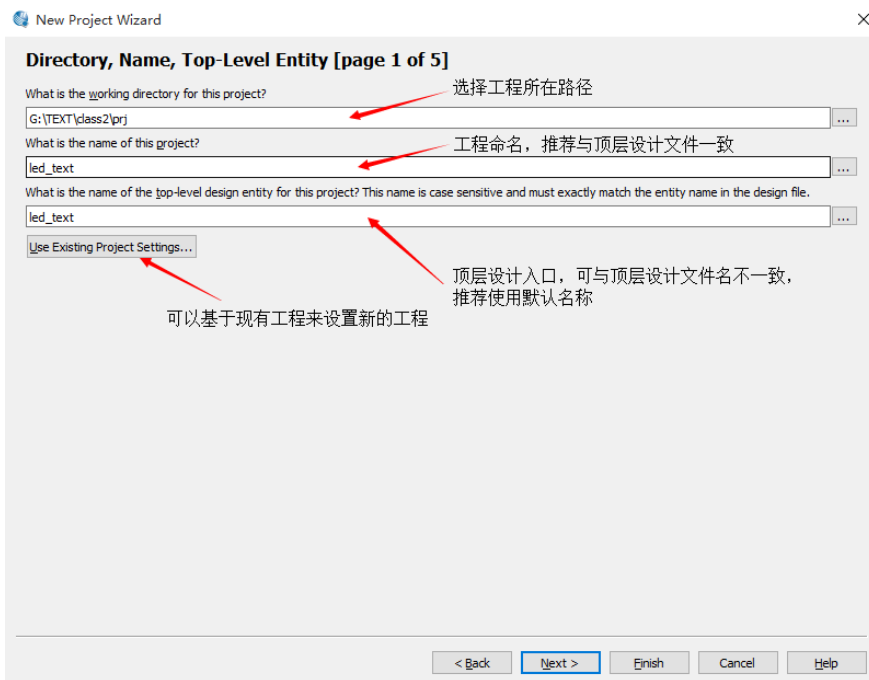 New Project Wizard
Directory, Name, Top-Level Entity [page 1 of 5]
What is the working directory for this project?
选择工程所在路径
G:\TEXT\class2\prj
...
What is the name of this project?
工程命名，推荐与顶层设计文件一致
led_text
...
What is the name of the top-level design entity for this project? This name is case sensitive and must exactly match the entity name in the design file.
led_text
...
Use Existing Project Settings...
顶层设计入口，可与顶层设计文件名不一致，
推荐使用默认名称
可以基于现有工程来设置新的工程
< Back
Next >
Finish
Cancel
Help